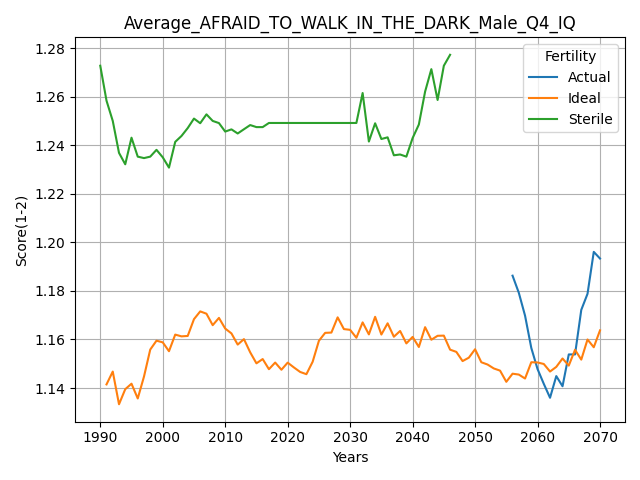 Average_AFRAID_TO_WALK_IN_THE_DARK_Male_Q4_IQ
Score(1-2)
1.28
1.26
1.24
1.22
1.20
1.18
1.16
1.14
Fertility
Actual
Ideal
Sterile
1990 2000 2010 2020 2030 2040 2050 2060 2070
Years